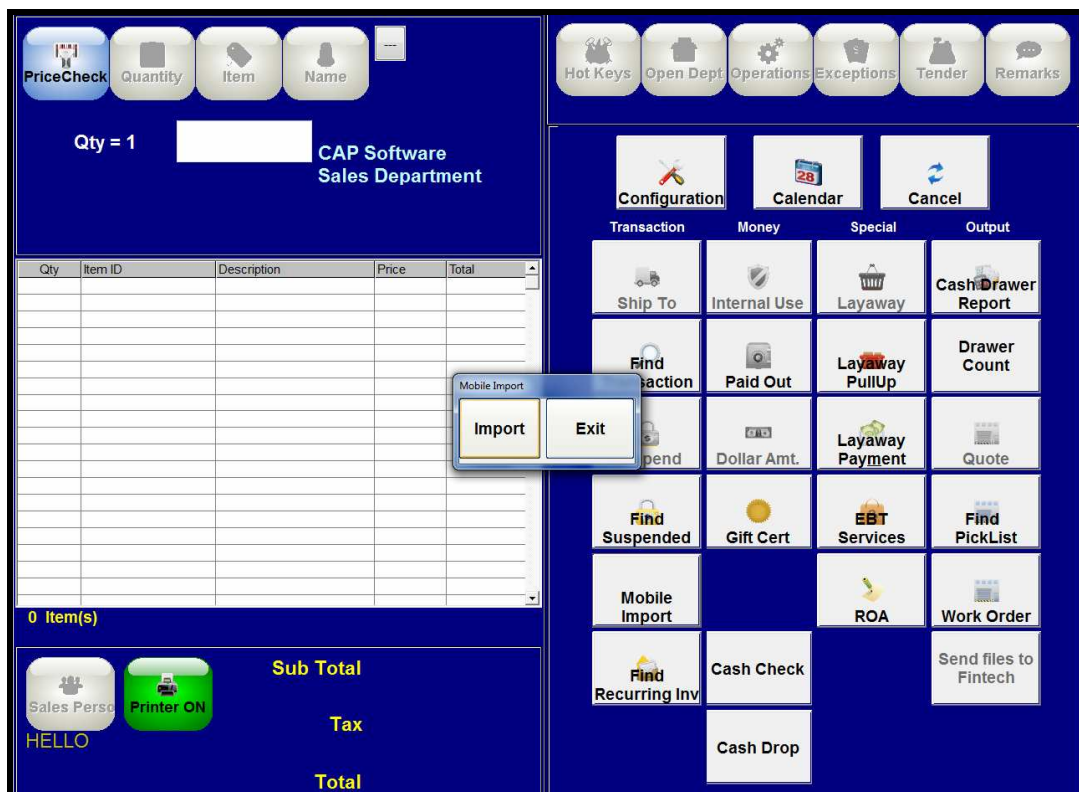 PriceCheck
Quantity
Item
Name
---
Hot Keys
Open Dept
Operations
Exceptions
Tender
Remarks
Qty = 1
CAP Software
Sales Department
Configuration
28
Calendar
Cancel
Transaction Money Special Output
Ship To
Internal Use
Layaway
Cash Drawer
Report
Find
saction
Paid Out
Layaway
PullUp
Drawer
Count
pend
Dollar Amt.
Layaway
Payment
Quote
Find
Suspended
Gift Cert
EBT
Services
Find
PickList
Mobile
Import
ROA
Work Order
Find
Recurring Inv
Cash Check
Send files to
Fintech
Cash Drop
Qty Item ID Description Price Total
Mobile Import
Import
Exit
0 Item(s)
Sales Perso
Printer ON
HELLO
Sub Total
Tax
Total